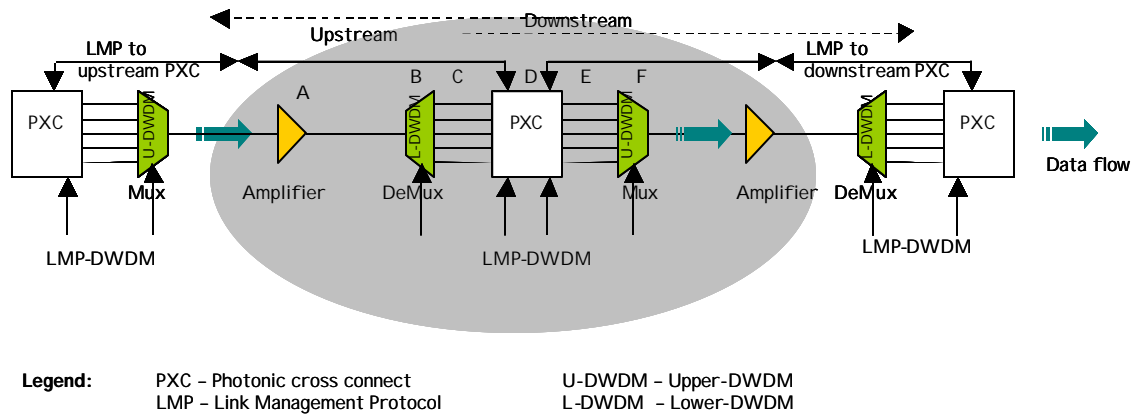 Downstream
Upstream
LMP to
upstream PXC
LMP to
downstream PXC
A
B
C
D
E
F
PXC
U-DWDM
L-DWDM
PXC
U-DWDM
L-DWDM
PXC
Data flow
Mux
Amplifier
DeMux
Mux
Amplifier
DeMux
LMP-DWDM
LMP-DWDM
LMP-DWDM
Legend:
PXC – Photonic cross connect
U-DWDM – Upper-DWDM
LMP – Link Management Protocol
L-DWDM – Lower-DWDM